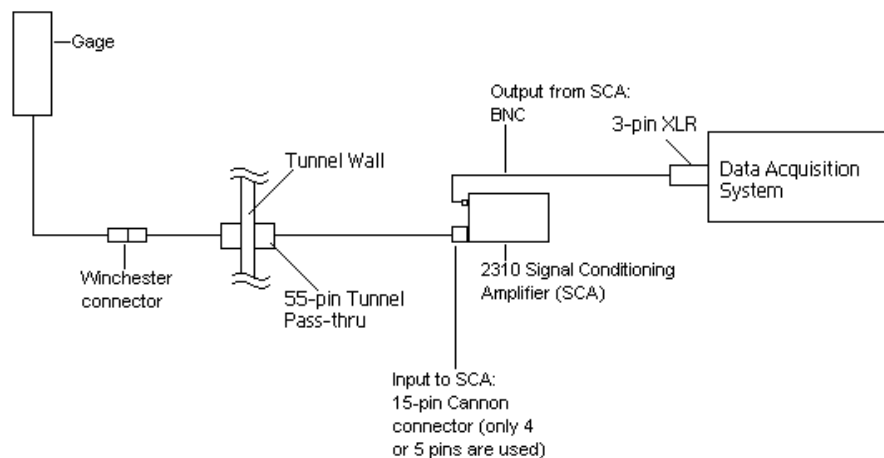 Gage
Output from SCA:
BNC
3-pin XLR
Tunnel Wall
Data Acquisition
System
Winchester
connector
55-pin Tunnel
Pass-thru
2310 Signal Conditioning
Amplifier (SCA)
Input to SCA:
15-pin Cannon
connector (only 4
or 5 pins are used)